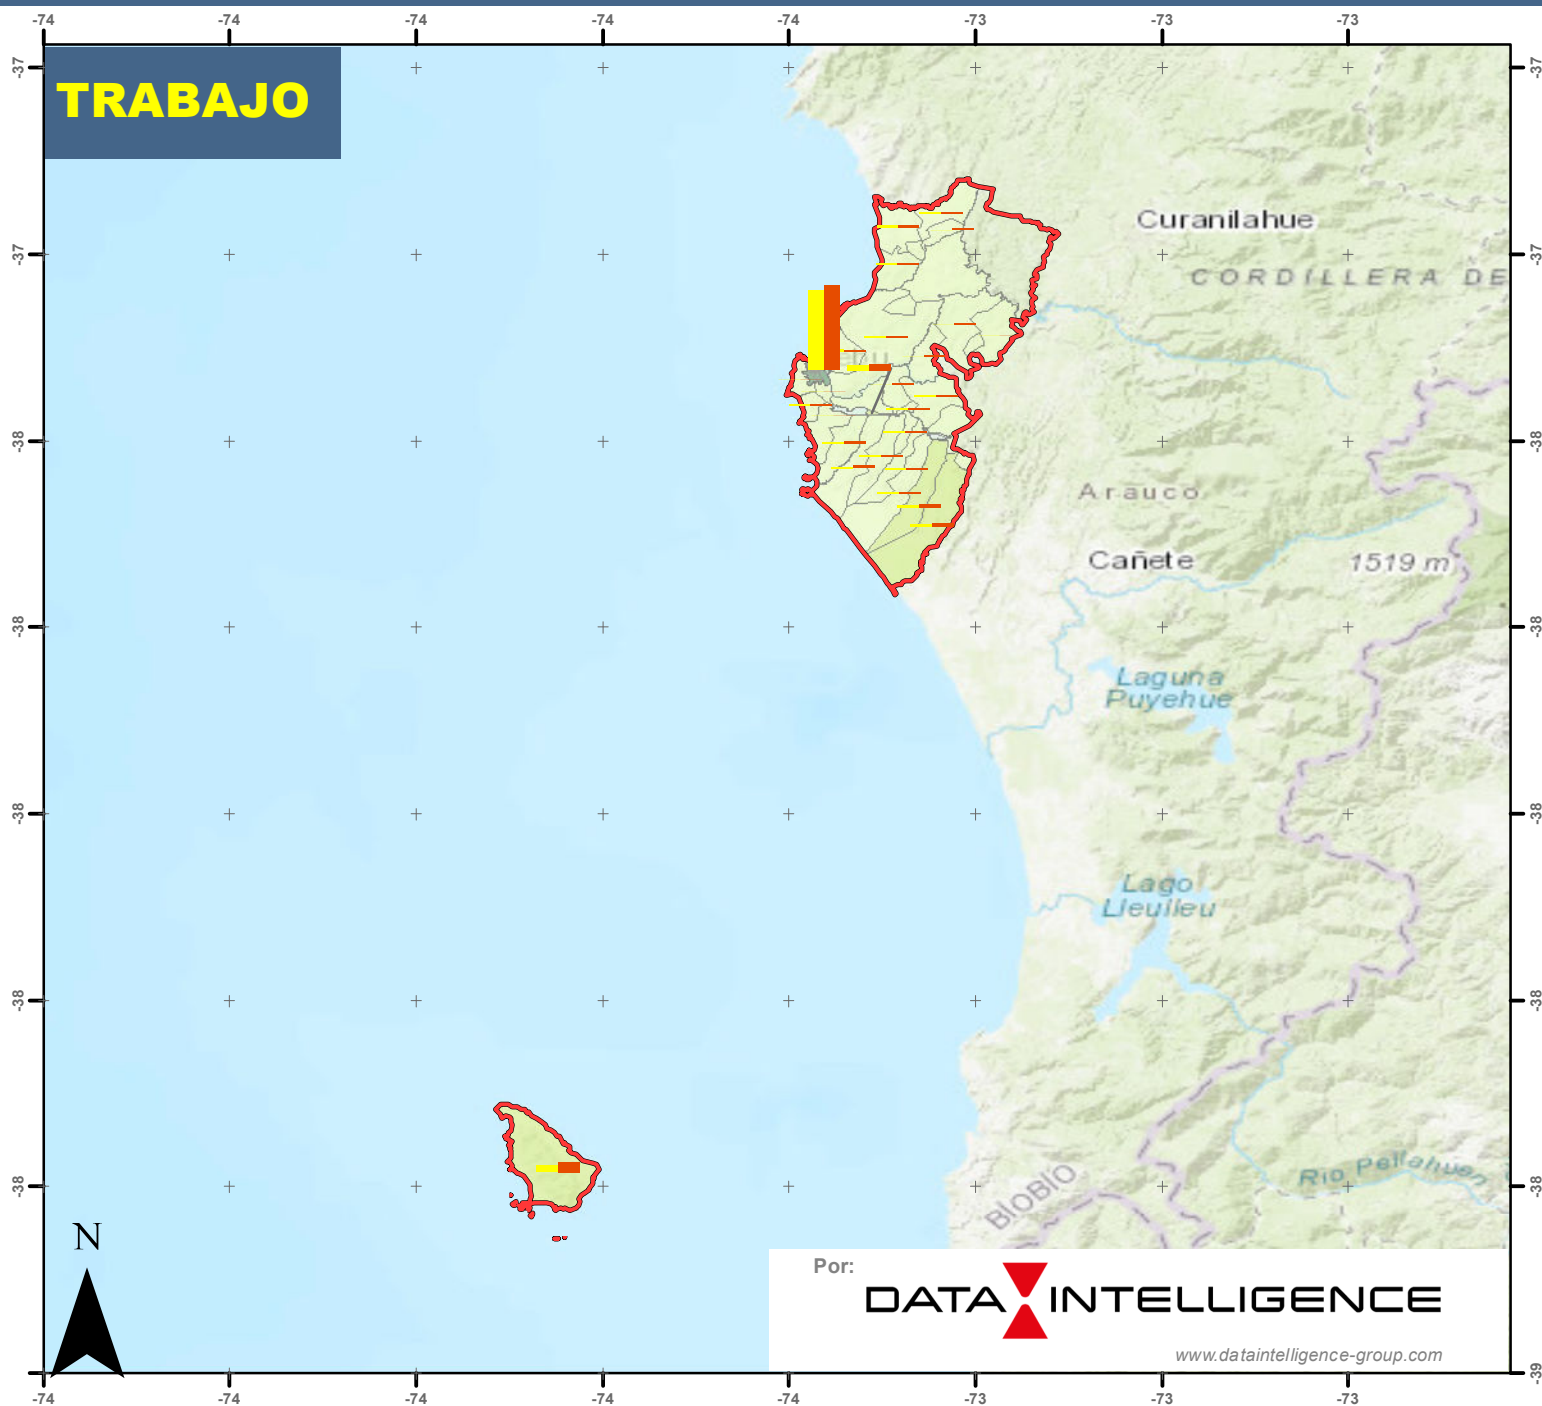 -74 -74 -74 -74 -74 -73 -73 -73
TRABAJO
-37 -37
Curanilahue
-37 -37
CORDILLERA DE
-38 -38
Arauco
Cañete
1519 m
-38 -38
Laguna
Puyehue
-38 -38
Lago
Lleulleu
-38 -38
Rio Pellahuen
BIOBÍO
-38 -38
N
Por:
DATA INTELLIGENCE
www.dataintelligence-group.com
-39
-74 -74 -74 -74 -74 -73 -73 -73